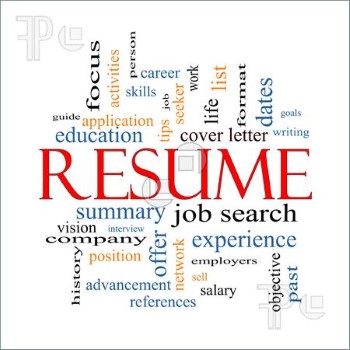 person
focus
activities
career
work
list
format
skills
job
seeker
life
dates
goals
guide
application
tips
education
cover letter
writing
RESUME
summary
job search
vision
interview
company
offer
experience
position
network
employers
history
sell
objective
past
advancement
salary
references